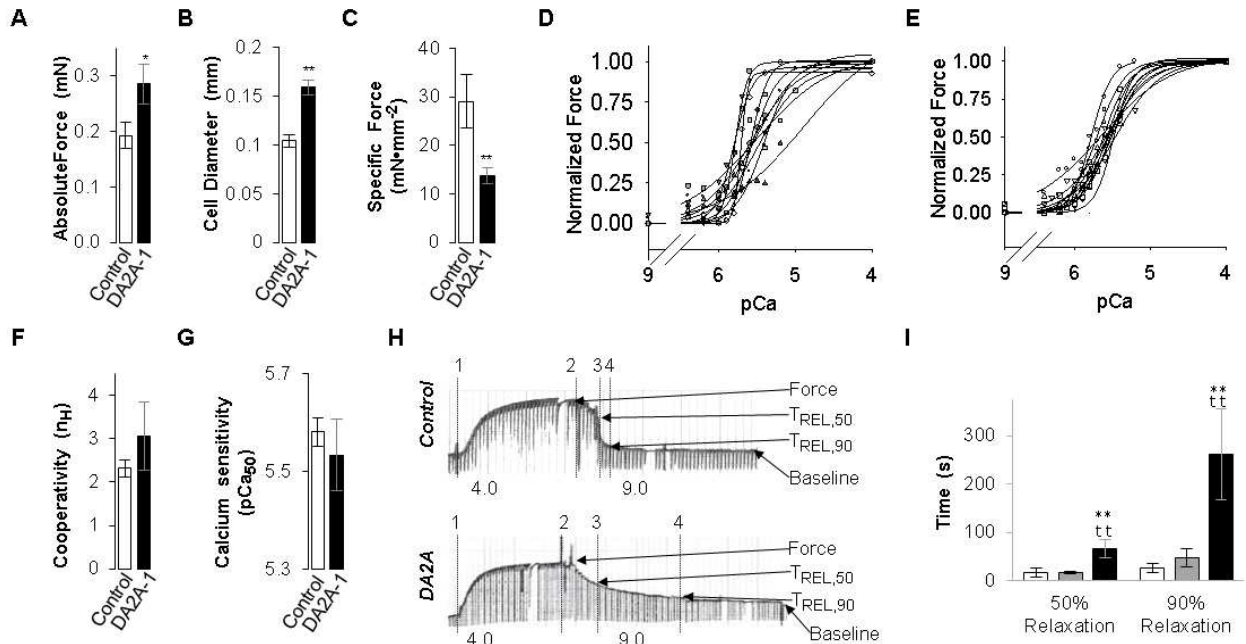 A
AbsoluteForce (mN)
0.3
0.2
0.1
0.0
*
Control
DA2A-1
B
Cell Diameter (mm)
0.15
0.1
0.05
0
**
Control
DA2A-1
C
Specific Force
(mN•mm-2)
40
30
20
10
0
**
Control
DA2A-1
D
Normalized Force
1.00
0.75
0.50
0.25
0.00
9 6 5 4
pCa
E
Normalized Force
1.00
0.75
0.50
0.25
0.00
9 6 5 4
pCa
F
Cooperativity (nH)
4
3
2
1
0
Control
DA2A-1
G
Calcium sensitivity
(pCa50)
5.7
5.5
5.3
Control
DA2A-1
H
Control
1 2 3 4
Force
TREL,50
TREL,90
Baseline
4.0 9.0
DA2A
1 2 3 4
Force
TREL,50
TREL,90
Baseline
4.0 9.0
I
Time (s)
300
200
100
0
**
tt
**
tt
50%
Relaxation
90%
Relaxation